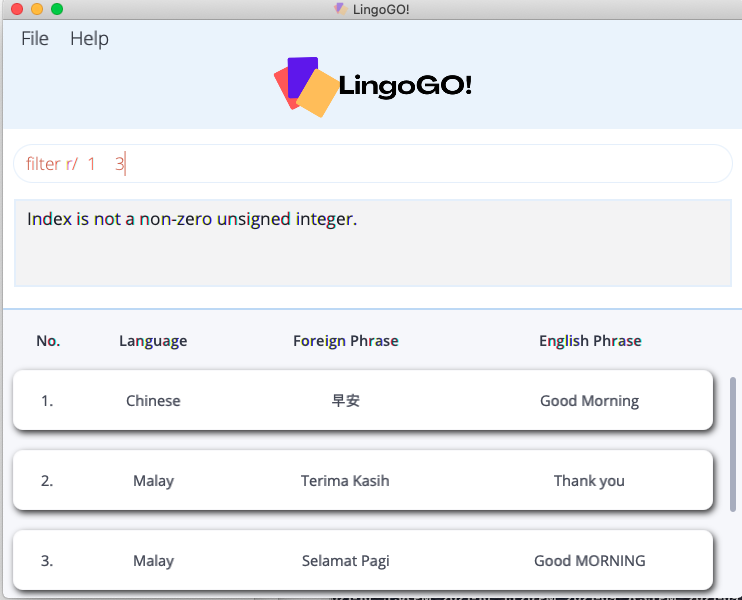 LingoGO!
File Help
LingoGO!
filter r/  1    3
Index is not a non-zero unsigned integer.
No. Language Foreign Phrase English Phrase
1. Chinese 早安 Good Morning
2. Malay Terima Kasih Thank you
3. Malay Selamat Pagi Good MORNING